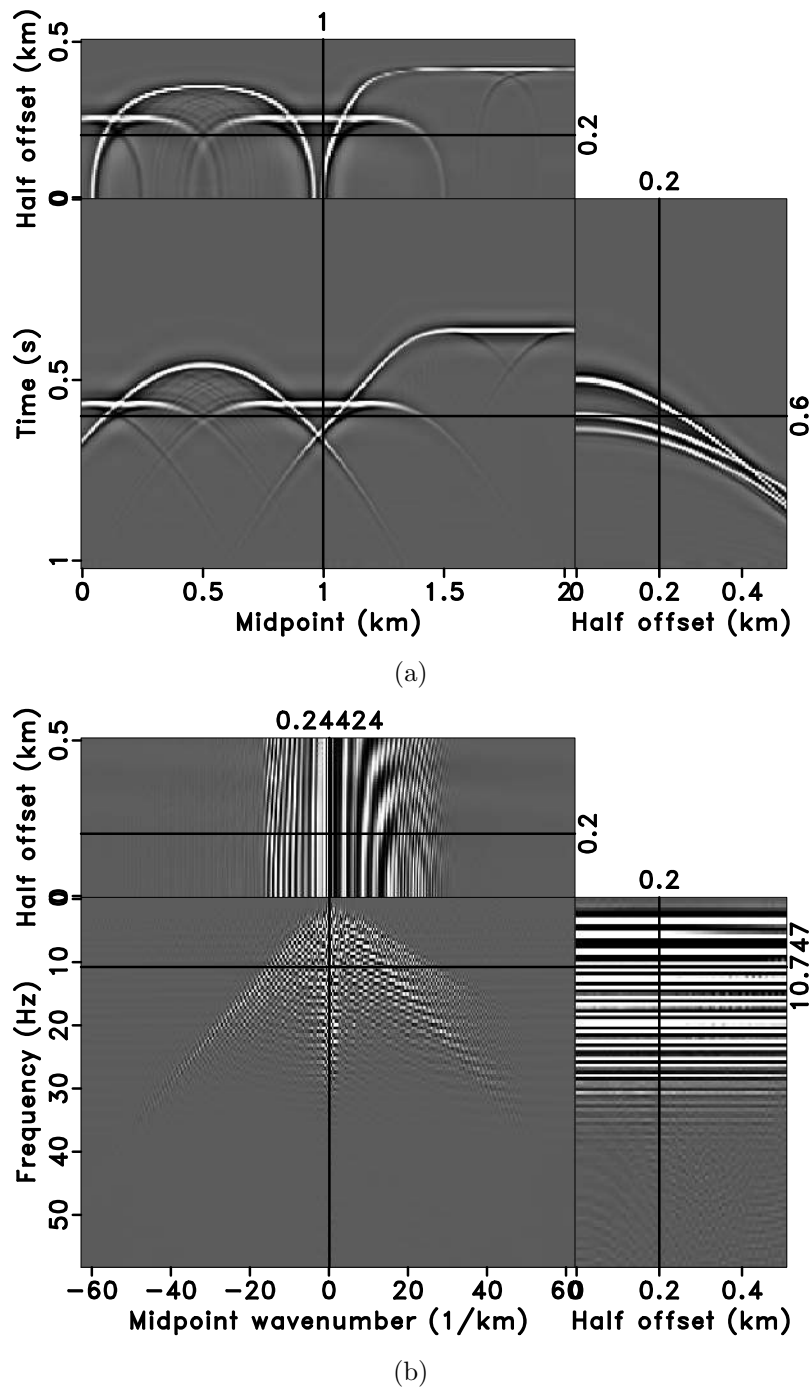 1
Half offset (km)
0.5
0
0.2
0.2
Time (s)
0
0.5
1
0.6
0 0.5 1 1.5 2 0 0.2 0.4
Midpoint (km) Half offset (km)
(a)
0.24424
Half offset (km)
0.5
0
0.2
0.2
Frequency (Hz)
0
10
20
30
40
50
10.747
−60 −40 −20 0 20 40 60 0 0.2 0.4
Midpoint wavenumber (1/km) Half offset (km)
(b)